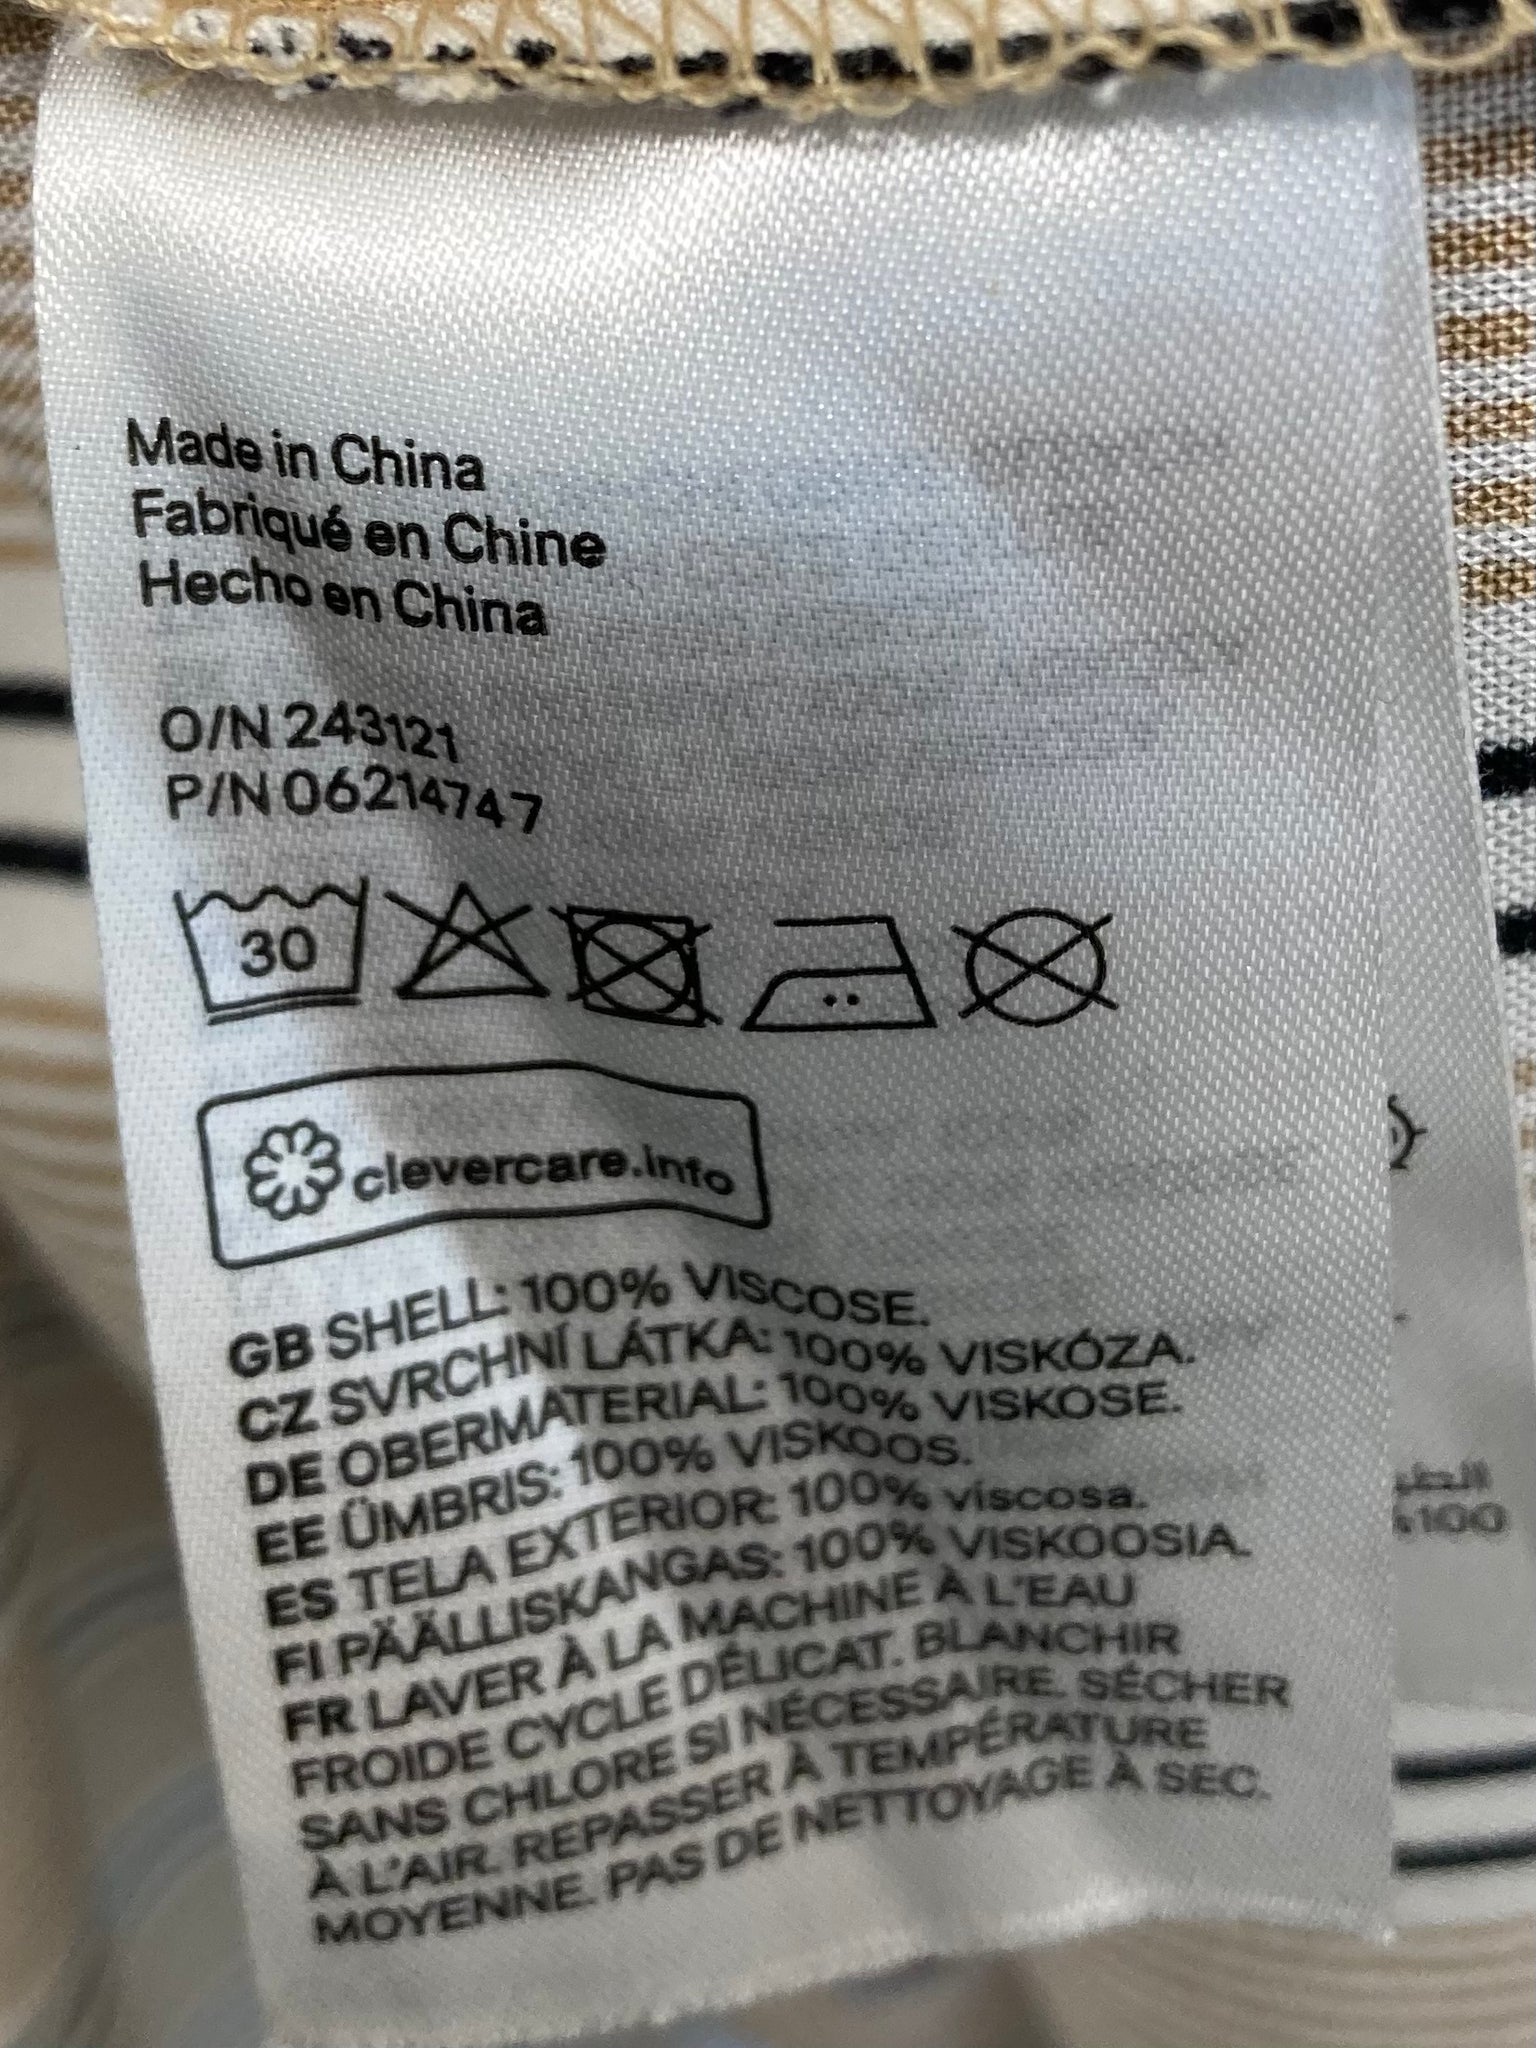 Made in China
Fabriqué en Chine
Hecho en China
O/N 243121
P/N 06214747
30
clevercare.info
GB SHELL: 100% VISCOSE.
CZ SVRCHNÍ LÁTKA: 100% VISKÓZA.
DE OBERMATERIAL: 100% VISKOSE.
EE ÜMBRIS: 100% VISKOOS.
ES TELA EXTERIOR: 100% viscosa.
FI PÄÄLLISKANGAS: 100% VISKOOSIA.
FR LAVER À LA MACHINE À L'EAU
FROIDE CYCLE DÉLICAT. BLANCHIR
SANS CHLORE SI NÉCESSAIRE. SÉCHER
À L'AIR. REPASSER À TEMPÉRATURE
MOYENNE. PAS DE NETTOYAGE À SEC.
100